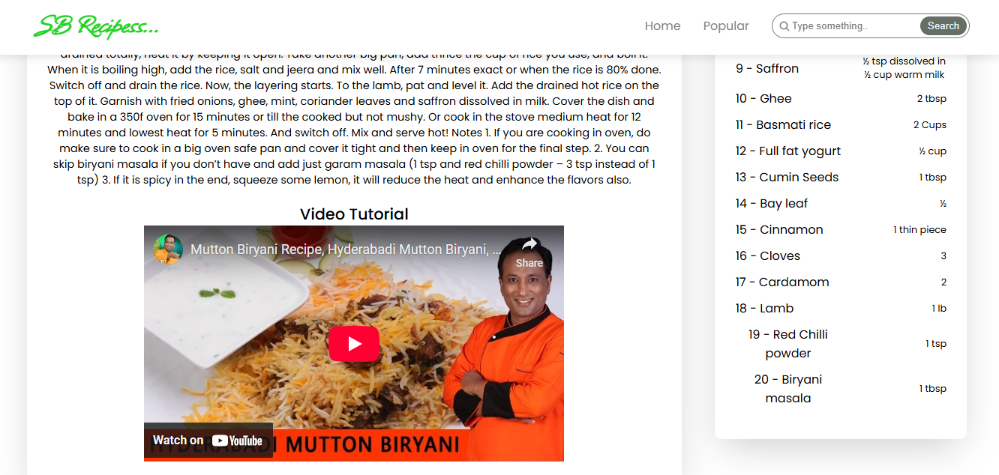 SB Recipess...
Home
Popular
Type something..
Search
drained totally, heat it by keeping it open. Take another big pan, add thrice the cup of rice you use, and boil it.
When it is boiling high, add the rice, salt and jeera and mix well. After 7 minutes exact or when the rice is 80% done.
Switch off and drain the rice. Now, the layering starts. To the lamb, pat and level it. Add the drained hot rice on the
top of it. Garnish with fried onions, ghee, mint, coriander leaves and saffron dissolved in milk. Cover the dish and
bake in a 350f oven for 15 minutes or till the cooked but not mushy. Or cook in the stove medium heat for 12
minutes and lowest heat for 5 minutes. And switch off. Mix and serve hot! Notes 1. If you are cooking in oven, do
make sure to cook in a big oven safe pan and cover it tight and then keep in oven for the final step. 2. You can
skip biryani masala if you don’t have and add just garam masala (1 tsp and red chilli powder – 3 tsp instead of 1
tsp) 3. If it is spicy in the end, squeeze some lemon, it will reduce the heat and enhance the flavors also.
Video Tutorial
Mutton Biryani Recipe, Hyderabadi Mutton Biryani, ...
Share
Watch on YouTube
HYDERABADI MUTTON BIRYANI
9 - Saffron
½ tsp dissolved in
½ cup warm milk
10 - Ghee
2 tbsp
11 - Basmati rice
2 Cups
12 - Full fat yogurt
½ cup
13 - Cumin Seeds
1 tbsp
14 - Bay leaf
½
15 - Cinnamon
1 thin piece
16 - Cloves
3
17 - Cardamom
2
18 - Lamb
1 lb
19 - Red Chilli
powder
1 tsp
20 - Biryani
masala
1 tbsp